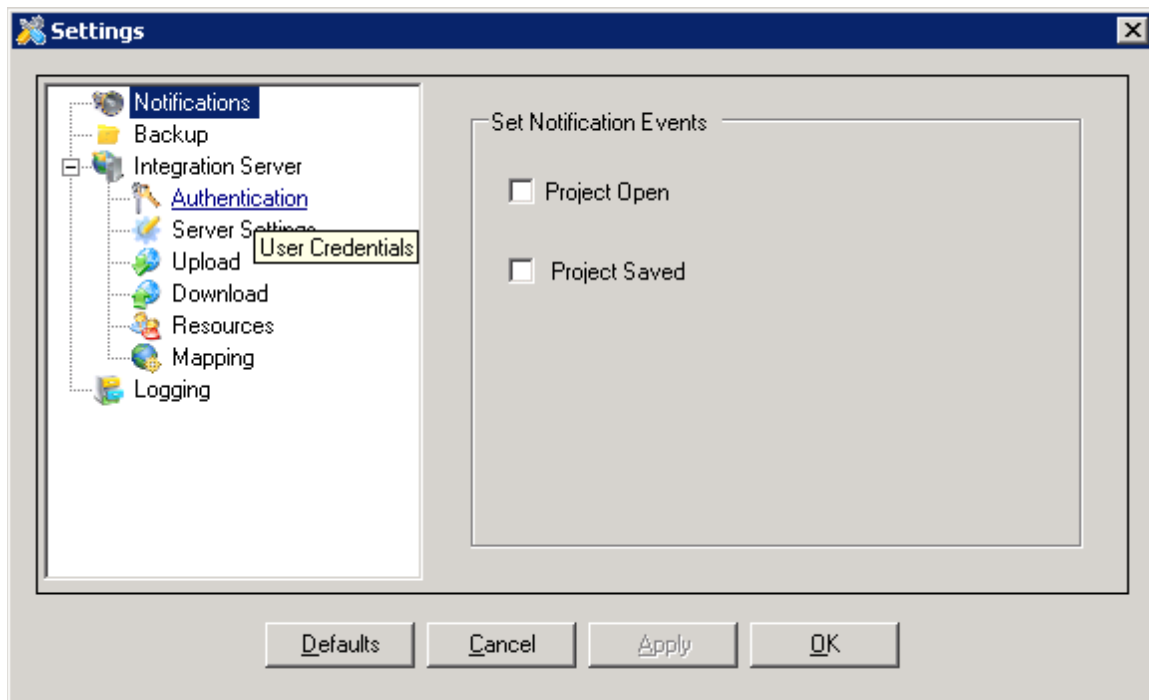 Settings
Notifications
Backup
Integration Server
Authentication
Server Settings
User Credentials
Upload
Download
Resources
Mapping
Logging
Set Notification Events
Project Open
Project Saved
Defaults
Cancel
Apply
OK